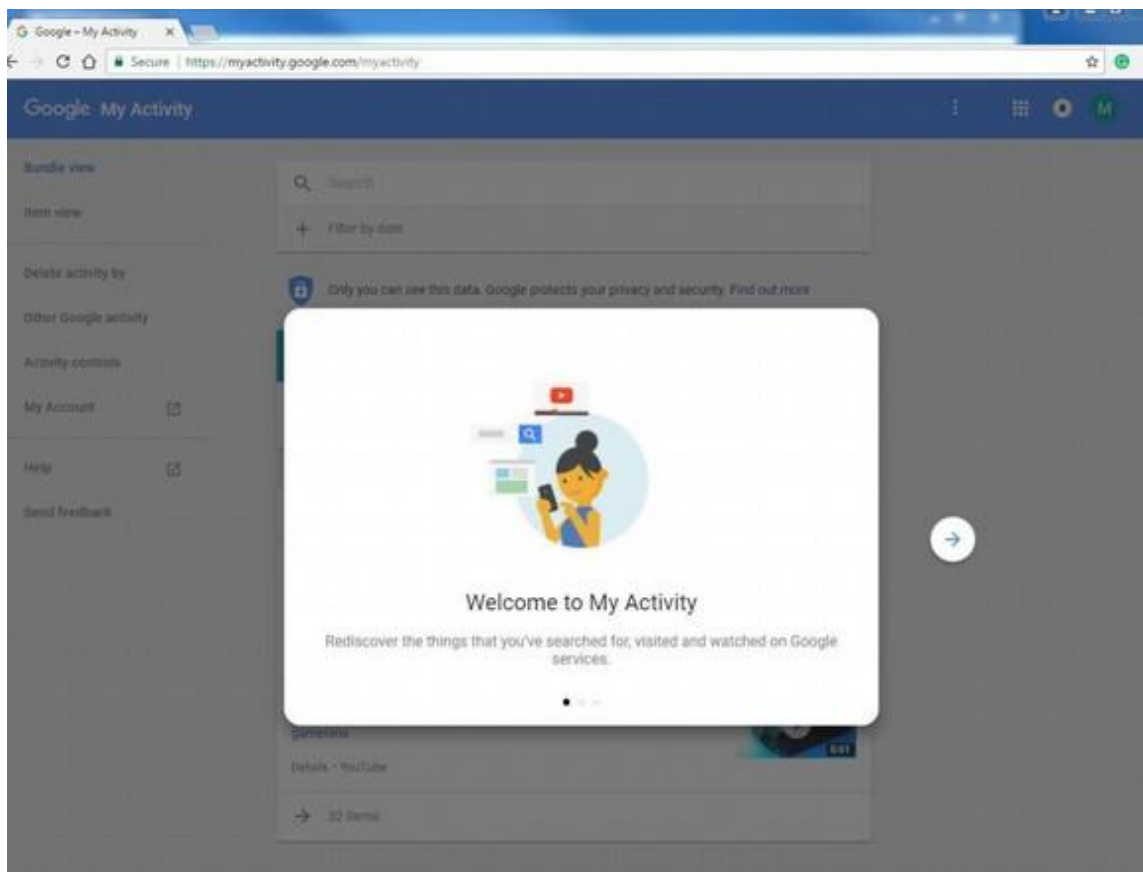 Google – My Activity
Secure | https://myactivity.google.com/myactivity
Google My Activity
M
Bundle view
Item view
Delete activity by
Other Google activity
Activity controls
My Account
Help
Send feedback
Search
Filter by date
Only you can see this data. Google protects your privacy and security. Find out more
Welcome to My Activity
Rediscover the things that you've searched for, visited and watched on Google
services.
Details • YouTube
32 items